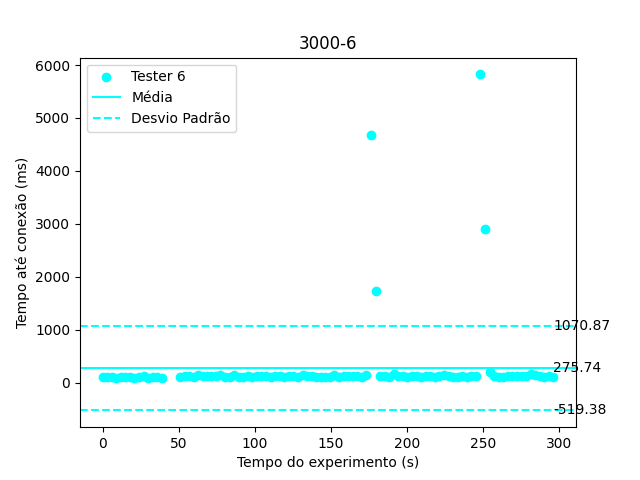 3000-6
Tester 6
Média
Desvio Padrão
Tempo até conexão (ms)
6000
5000
4000
3000
2000
1000
0
1070.87
275.74
-519.38
0 50 100 150 200 250 300
Tempo do experimento (s)